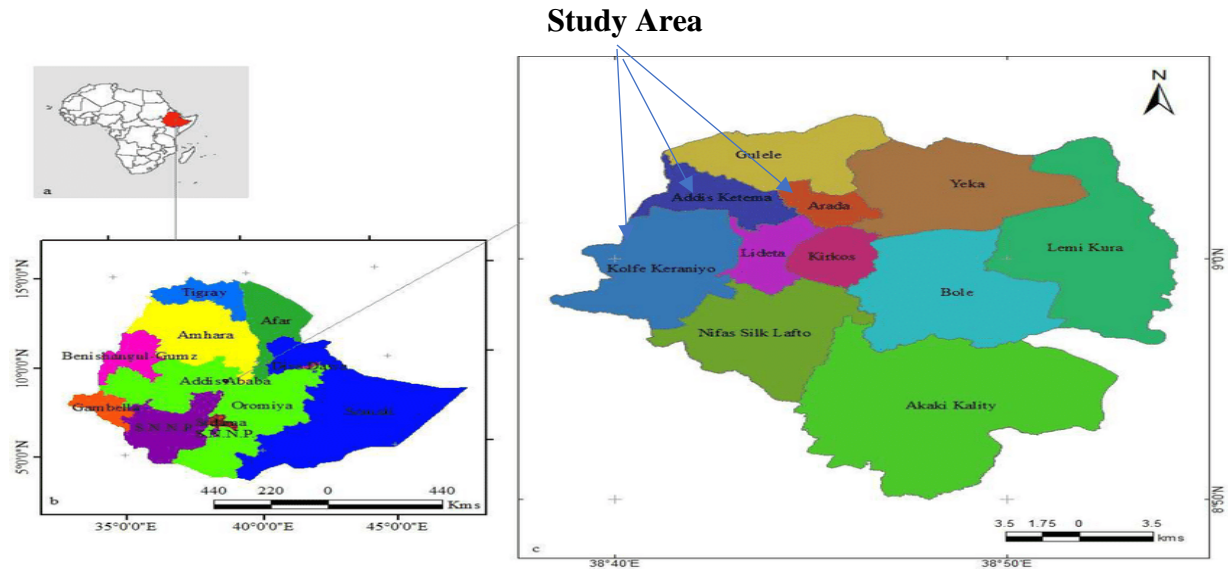 Study Area
a
Tigray
Afar
Amhara
Benishanyul-Gumz
Addis Ababa
Oromiya
Gambella
S.N.N.P.
S.N.N.P.
15°0'0"N
10°0'0"N
5°0'0"N
440 220 0 440
Kms
b
35°0'0"E 40°0'0"E 45°0'0"E
N
Gulele
Yeka
Addis Ketema
Arada
Lemi Kura
Lideta
Kirkos
Kolfe Keraniyo
Bole
Nifas Silk Lafto
Akaki Kality
9°0'N
8°50'N
3.5 1.75 0 3.5
kms
c
38°40'E 38°50'E